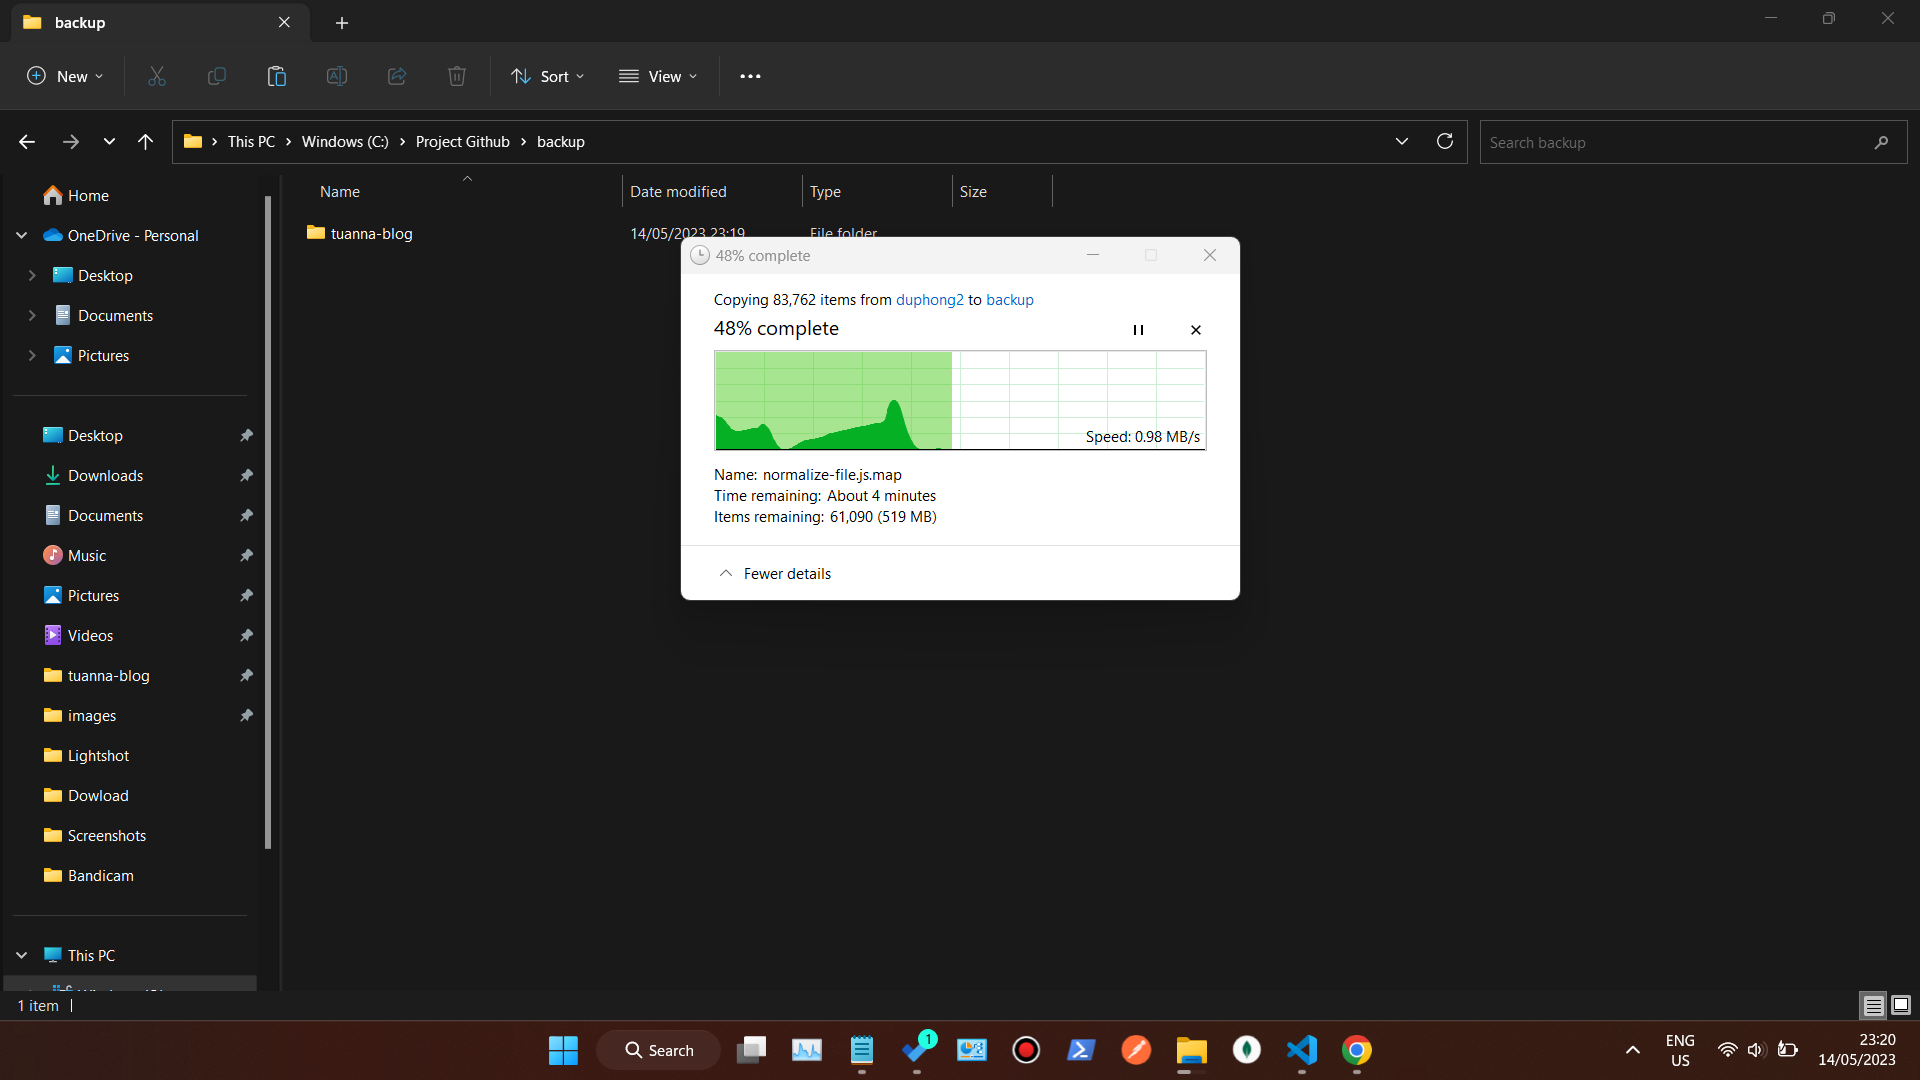 backup
New
Sort
View
This PC
Windows (C:)
Project Github
backup
Search backup
Home
OneDrive - Personal
Desktop
Documents
Pictures
Desktop
Downloads
Documents
Music
Pictures
Videos
tuanna-blog
images
Lightshot
Dowload
Screenshots
Bandicam
This PC
Name
Date modified
Type
Size
tuanna-blog
14/05/2023 23:19
File folder
48% complete
Copying 83,762 items from duphong2 to backup
48% complete
Speed: 0.98 MB/s
Name: normalize-file.js.map
Time remaining: About 4 minutes
Items remaining: 61,090 (519 MB)
Fewer details
1 item
Search
1
ENG
US
23:20
14/05/2023